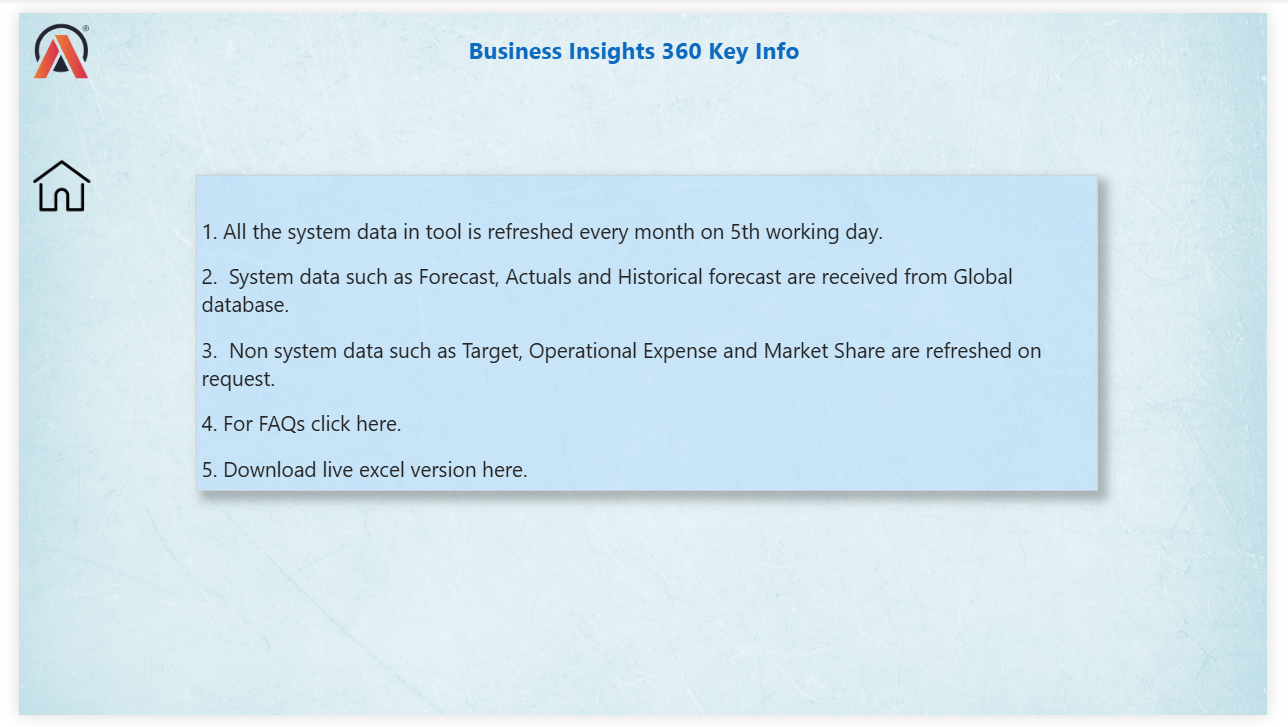 ®
Business Insights 360 Key Info
1. All the system data in tool is refreshed every month on 5th working day.
2.  System data such as Forecast, Actuals and Historical forecast are received from Global
database.
3.  Non system data such as Target, Operational Expense and Market Share are refreshed on
request.
4. For FAQs click here.
5. Download live excel version here.